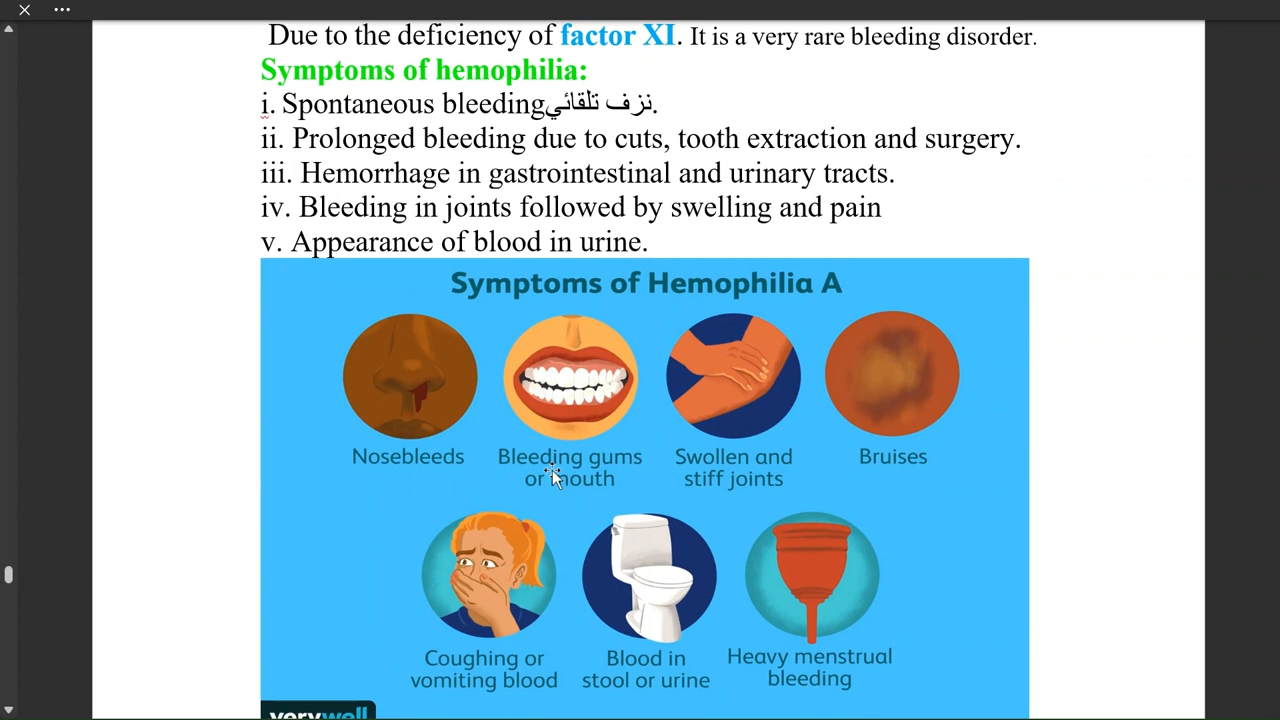 Due to the deficiency of factor XI. It is a very rare bleeding disorder.
Symptoms of hemophilia:
i. Spontaneous bleedingنزف تلقائي.
ii. Prolonged bleeding due to cuts, tooth extraction and surgery.
iii. Hemorrhage in gastrointestinal and urinary tracts.
iv. Bleeding in joints followed by swelling and pain
v. Appearance of blood in urine.
Symptoms of Hemophilia A
Nosebleeds
Bleeding gums
or mouth
Swollen and
stiff joints
Bruises
Coughing or
vomiting blood
Blood in
stool or urine
Heavy menstrual
bleeding
verywell